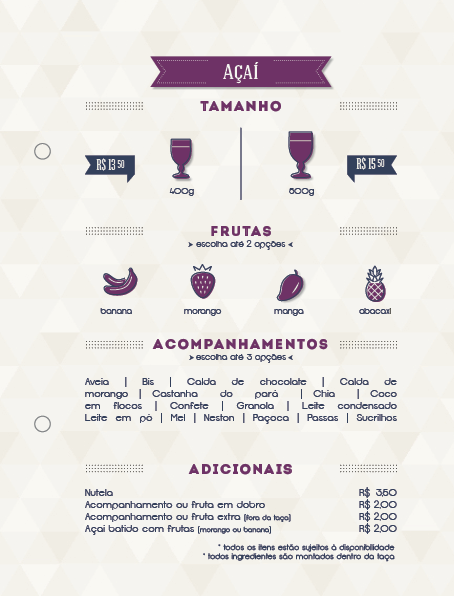 AÇAÍ
TAMANHO
R$ 13 50
R$ 15 50
400g
600g
FRUTAS
➤ escolha até 2 opções ◄
banana morango manga abacaxi
ACOMPANHAMENTOS
➤ escolha até 3 opções ◄
Aveia | Bis | Calda de chocolate | Calda de
morango | Castanha do pará | Chia | Coco
em flocos | Confete | Granola | Leite condensado
Leite em pó | Mel | Neston | Paçoca | Passas | Sucrilhos
ADICIONAIS
Nutela R$ 3,50
Acompanhamento ou fruta em dobro R$ 2,00
Acompanhamento ou fruta extra (fora da taça) R$ 2,00
Açaí batido com frutas (morango ou banana) R$ 2,00
* todos os itens estão sujeitos à disponibilidade
* todos ingredientes são montados dentro da taça